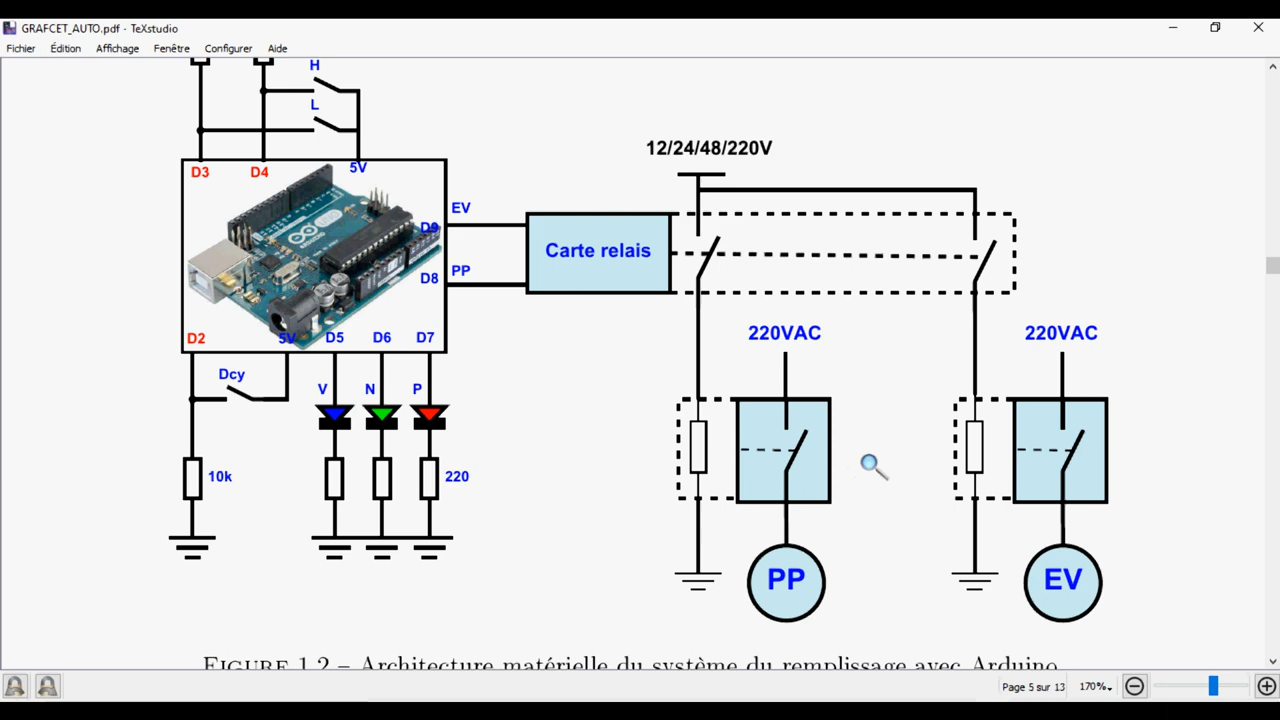 GRAFCET_AUTO.pdf - TeXstudio
Fichier Édition Affichage Fenêtre Configurer Aide
H
L
12/24/48/220V
D3 D4 5V
EV
D9
Carte relais
PP
D8
D2 5V D5 D6 D7
220VAC 220VAC
Dcy
V N P
10k 220
PP EV
FIGURE 1.2 – Architecture matérielle du système du remplissage avec Arduino
Page 5 sur 13 170%